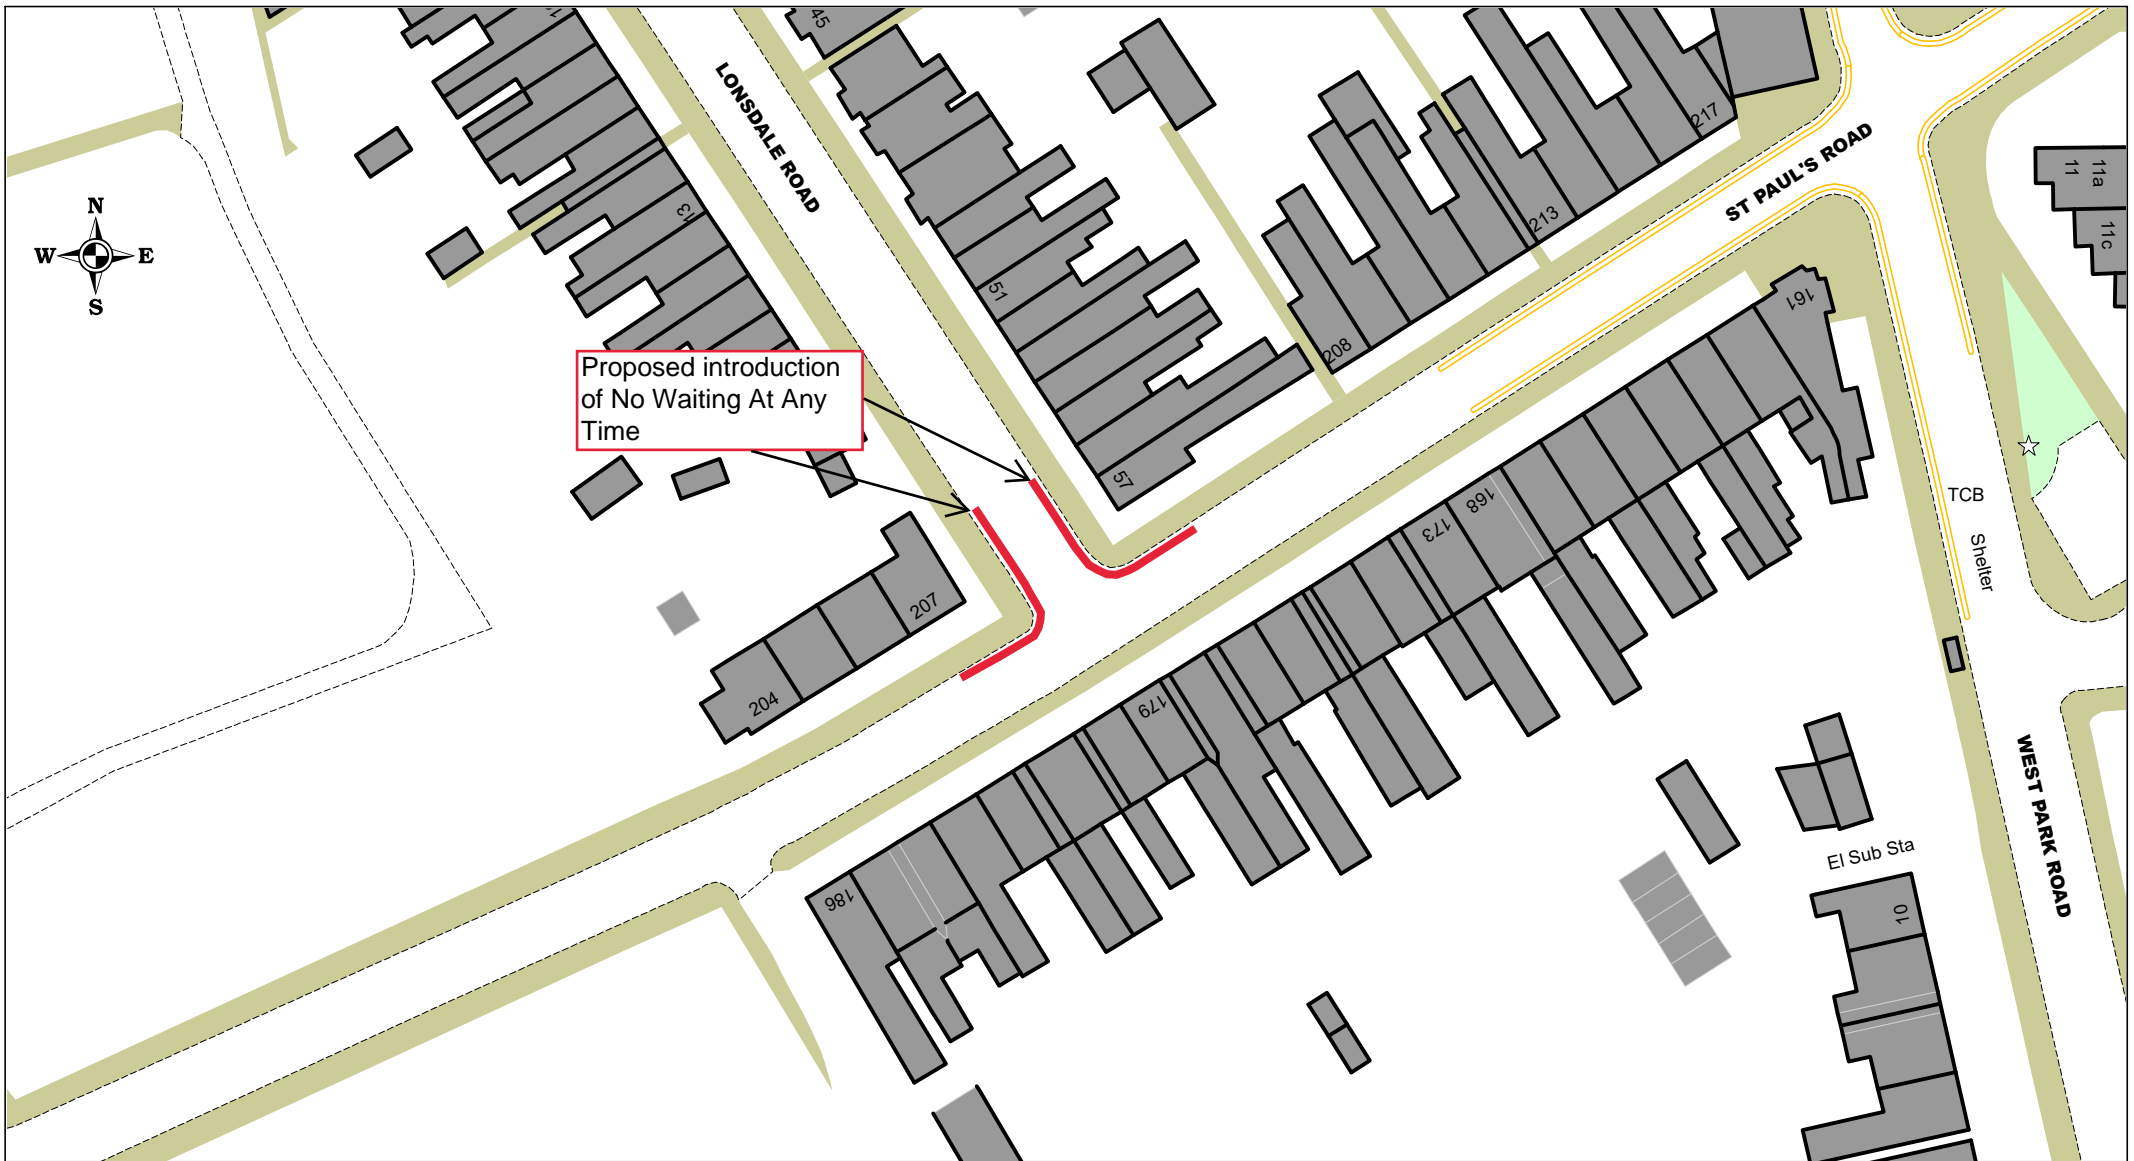 45
LONSDALE ROAD
217
ST PAUL'S ROAD
11
11a
11c
N
W E
S
13
213
51
208
161
Proposed introduction
of No Waiting At Any
Time
57
168
173
TCB
Shelter
207
204
179
WEST PARK ROAD
El Sub Sta
186
10